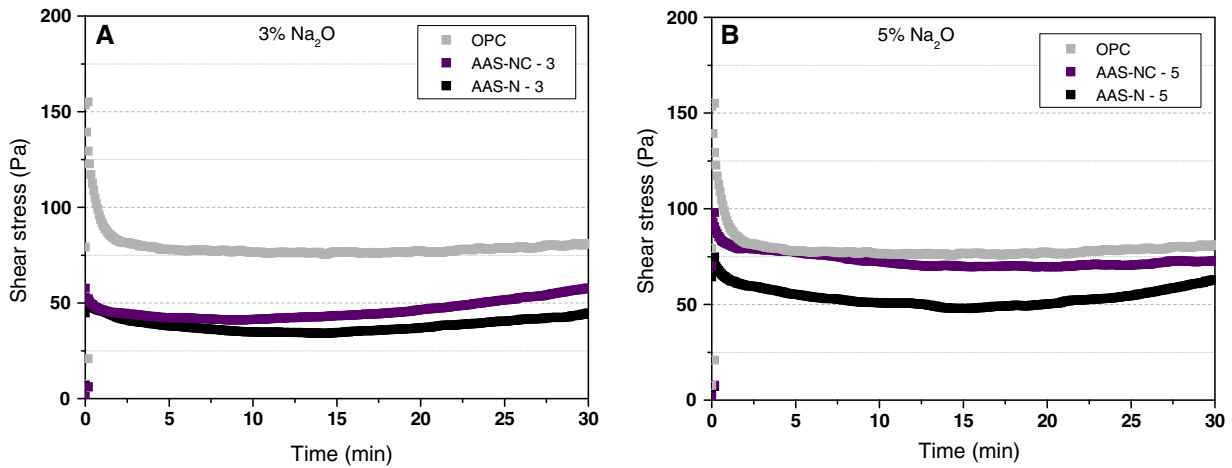 A
3% Na₂O
OPC
AAS-NC - 3
AAS-N - 3
200
150
100
50
0
Shear stress (Pa)
0 5 10 15 20 25 30
Time (min)
B
5% Na₂O
OPC
AAS-NC - 5
AAS-N - 5
200
150
100
50
0
Shear stress (Pa)
0 5 10 15 20 25 30
Time (min)